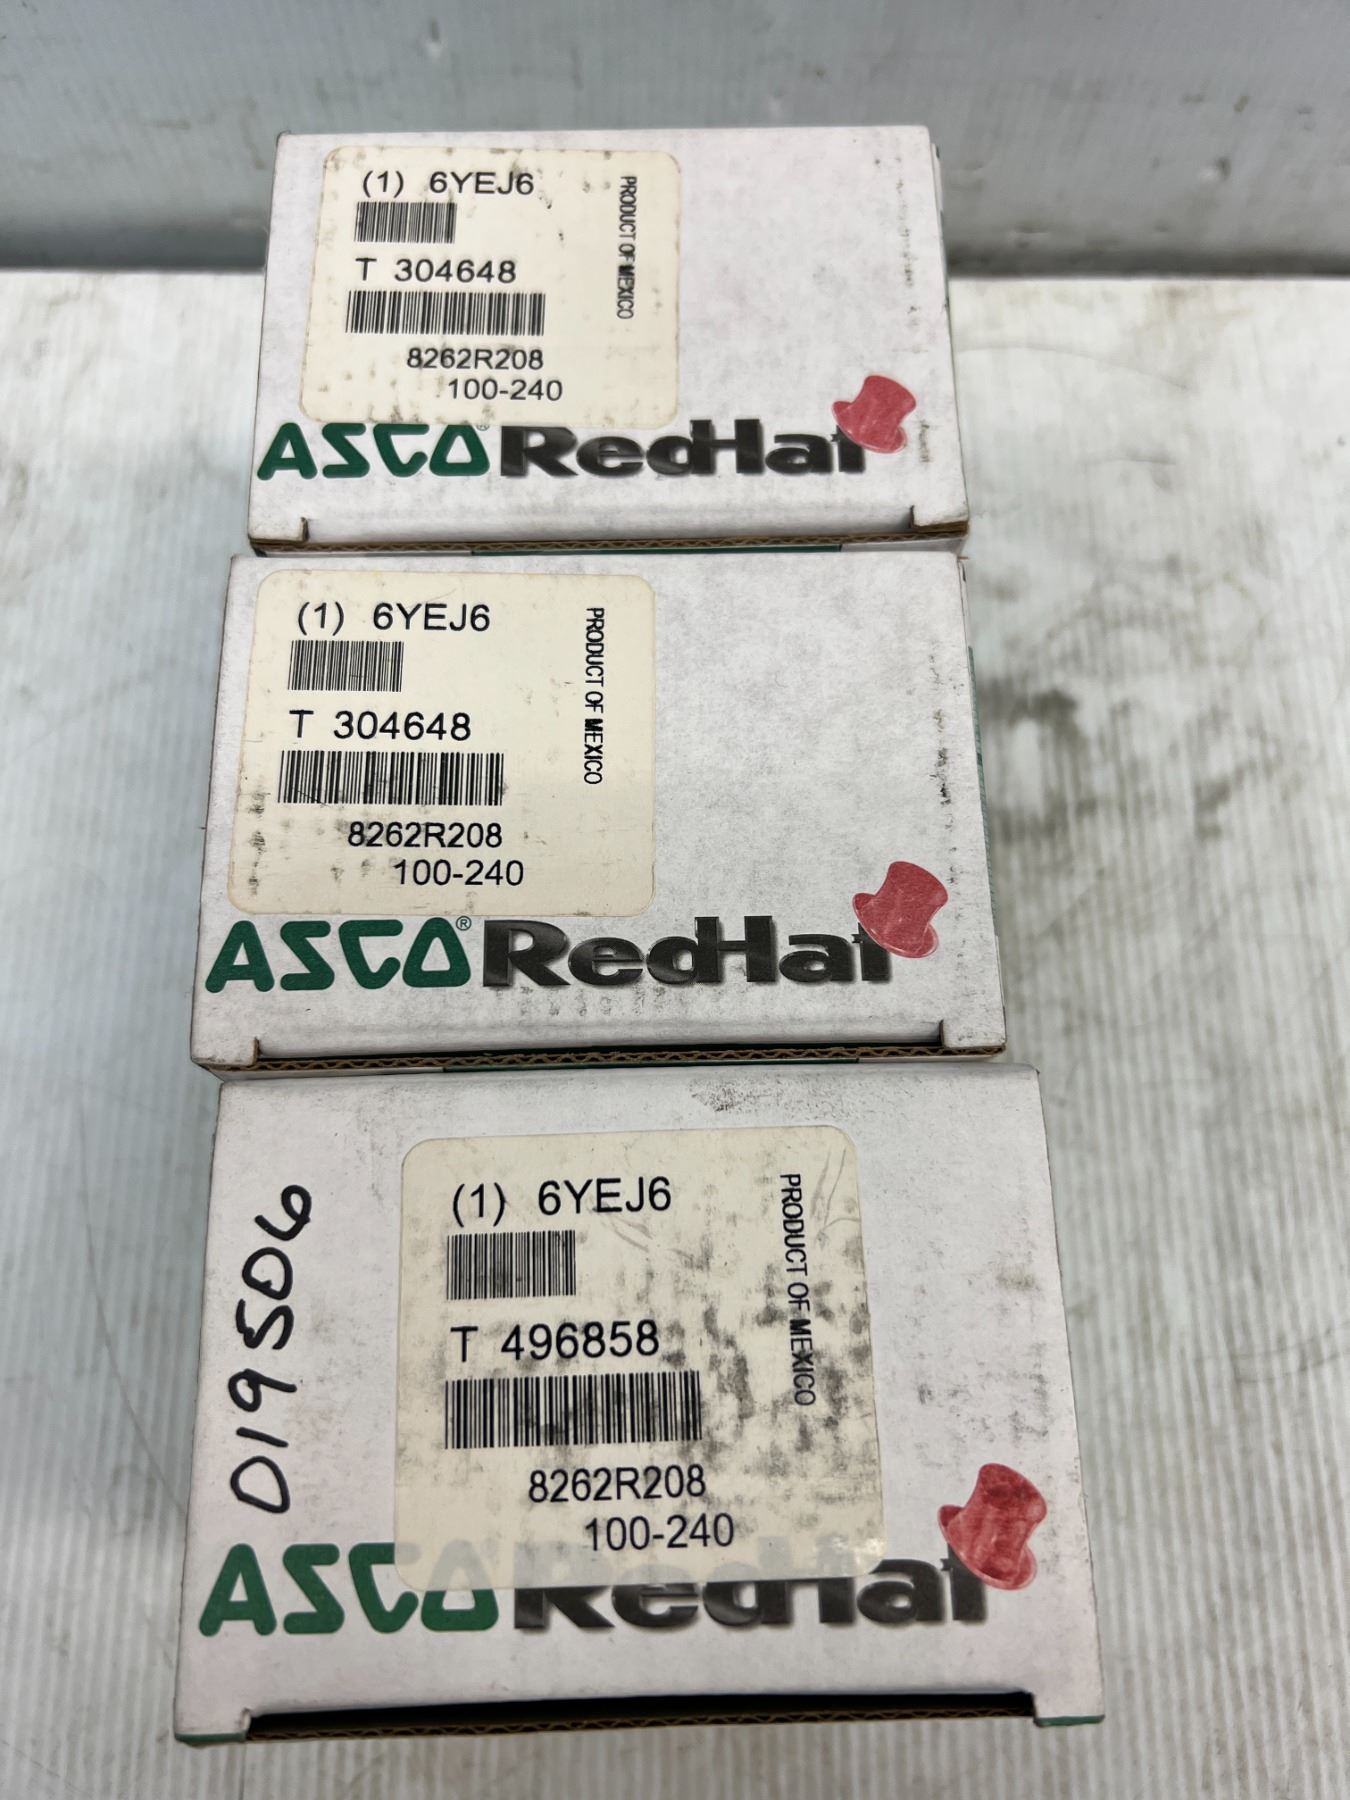 (1) 6YEJ6
PRODUCT OF MEXICO
T 304648
8262R208
100-240
ASCO® RedHat
(1) 6YEJ6
PRODUCT OF MEXICO
T 304648
8262R208
100-240
ASCO® RedHat
019506
(1) 6YEJ6
PRODUCT OF MEXICO
T 496858
8262R208
100-240
ASCO RedHat